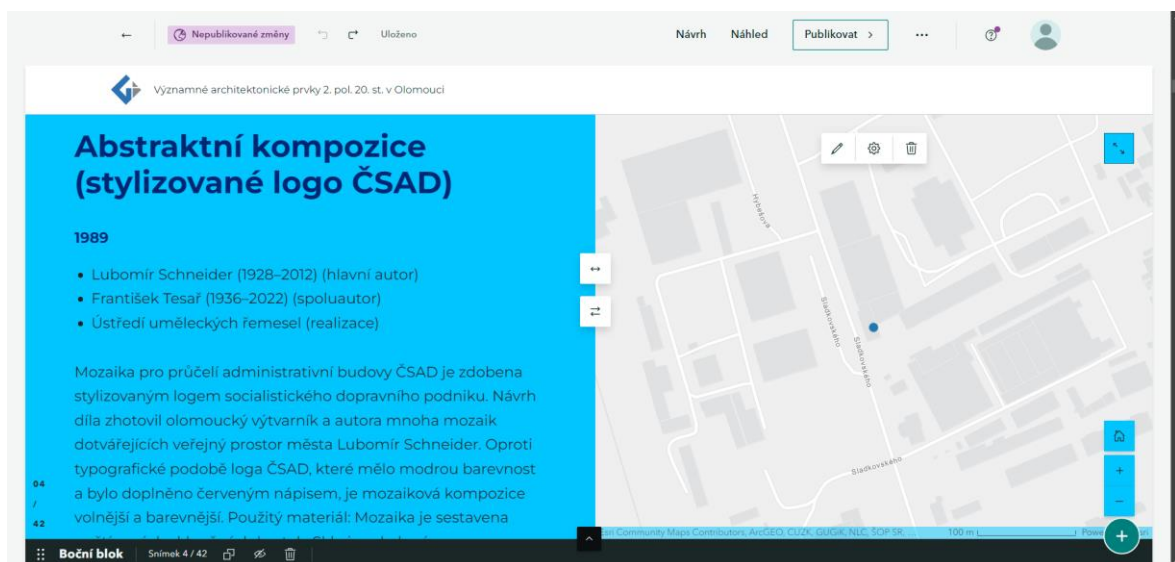 Nepublikované změny
Uloženo
Návrh
Náhled
Publikovat
Významné architektonické prvky 2. pol. 20. st. v Olomouci
Abstraktní kompozice
(stylizované logo ČSAD)
1989
• Lubomír Schneider (1928–2012) (hlavní autor)
• František Tesař (1936–2022) (spoluautor)
• Ústředí uměleckých řemesel (realizace)
Mozaika pro průčelí administrativní budovy ČSAD je zdobena
stylizovaným logem socialistického dopravního podniku. Návrh
díla zhotovil olomoucký výtvarník a autora mnoha mozaik
dotvářejících veřejný prostor města Lubomír Schneider. Oproti
typografické podobě loga ČSAD, které mělo modrou barevnost
a bylo doplněno červeným nápisem, je mozaiková kompozice
volnější a barevnější. Použitý materiál: Mozaika je sestavena
04
/
42
Hybešova
Sladkovského
Sladkovského
Sladkovského
Esri Community Maps Contributors, ArcGEO, CUZK, GUGiK, NLC, ŠOP SR, ...
100 m
Boční blok
Snímek 4 / 42